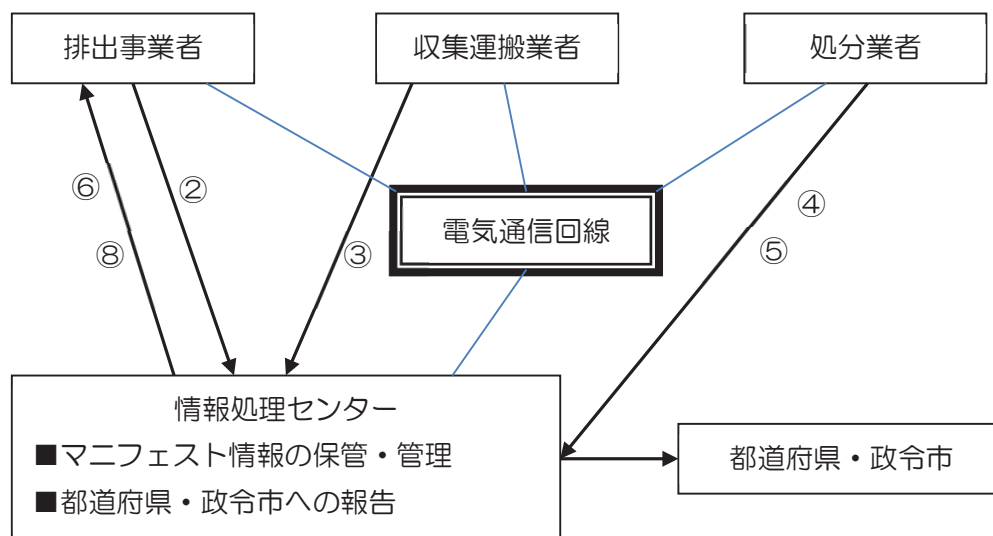 排出事業者
収集運搬業者
処分業者
⑥
②
④
⑧
③
電気通信回線
⑤
情報処理センター
■マニフェスト情報の保管・管理
■都道府県・政令市への報告
都道府県・政令市